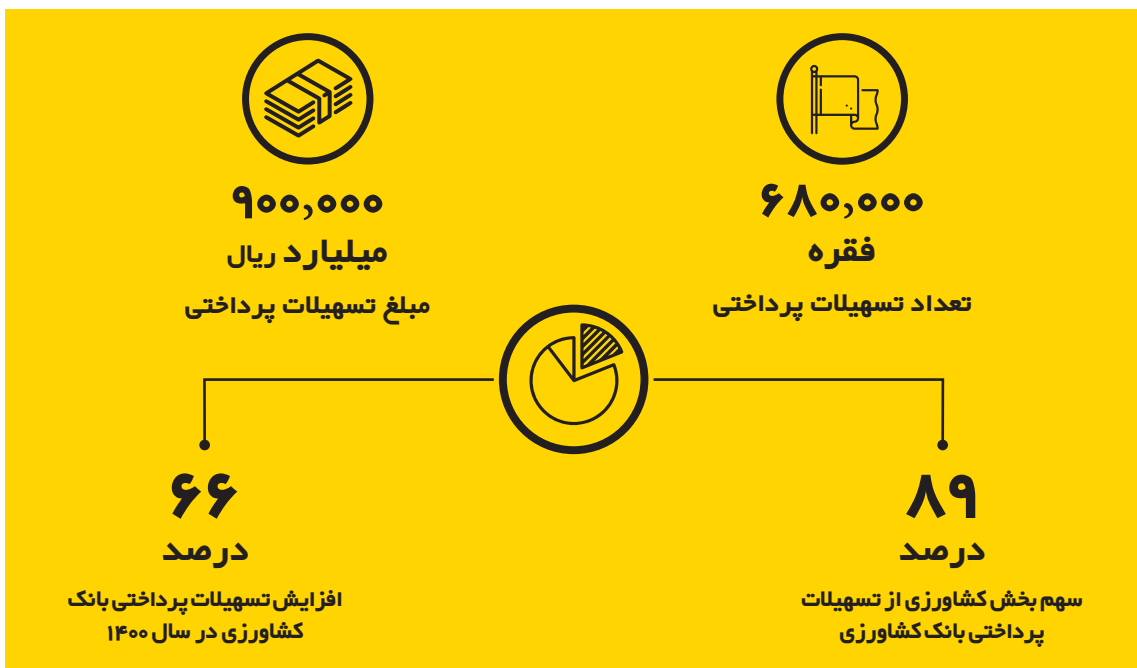 ۶۸۰,۰۰۰
فقره
تعداد تسهیلات پرداختی
۹۰۰,۰۰۰
میلیارد ریال
مبلغ تسهیلات پرداختی
۸۹
درصد
سهم بخش کشاورزی از تسهیلات
پرداختی بانک کشاورزی
۶۶
درصد
افزایش تسهیلات پرداختی بانک
کشاورزی در سال ۱۴۰۰